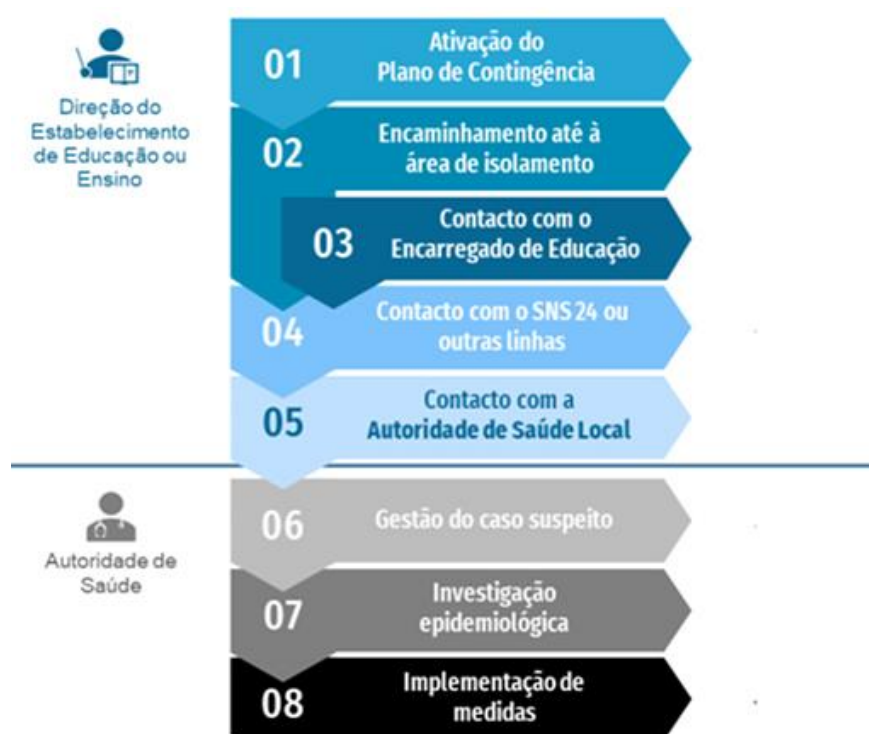 Direção do
Estabelecimento
de Educação ou
Ensino
01
Ativação do
Plano de Contingência
02
Encaminhamento até à
área de isolamento
03
Contacto com o
Encarregado de Educação
04
Contacto com o SNS 24 ou
outras linhas
05
Contacto com a
Autoridade de Saúde Local
Autoridade de
Saúde
06
Gestão do caso suspeito
07
Investigação
epidemiológica
08
Implementação de
medidas